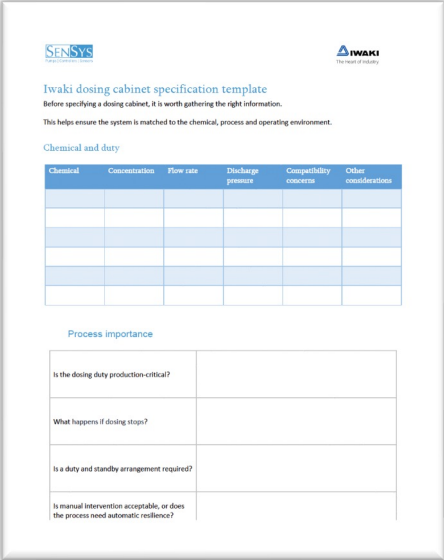 SENSYS
IWAKI
The Heart of Industry
Iwaki dosing cabinet specification template
Before specifying a dosing cabinet, it is worth gathering the right information.
This helps ensure the system is matched to the chemical, process and operating environment.
Chemical and duty
Chemical Concentration Flow rate Discharge pressure Compatibility concerns Other considerations
Process importance
Is the dosing duty production-critical?
What happens if dosing stops?
Is a duty and standby arrangement required?
Is manual intervention acceptable, or does
the process need automatic resilience?